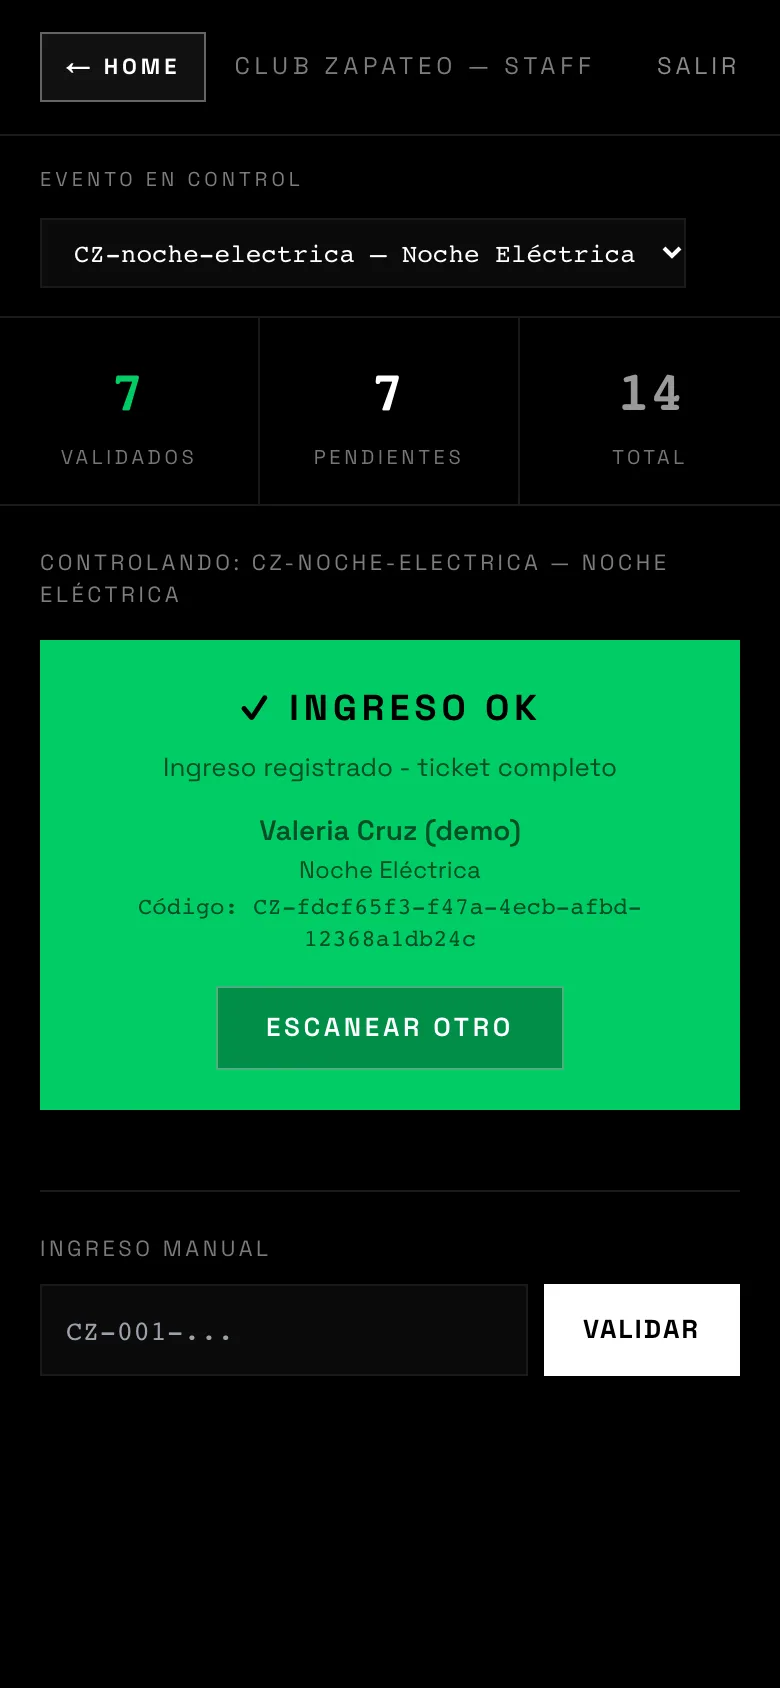 ← HOME
CLUB ZAPATEO — STAFF
SALIR
EVENTO EN CONTROL
CZ-noche-electrica — Noche Eléctrica
7
VALIDADOS
7
PENDIENTES
14
TOTAL
CONTROLANDO: CZ-NOCHE-ELECTRICA — NOCHE
ELÉCTRICA
✓ INGRESO OK
Ingreso registrado - ticket completo
Valeria Cruz (demo)
Noche Eléctrica
Código: CZ-fdcf65f3-f47a-4ecb-afbd-
12368a1db24c
ESCANEAR OTRO
INGRESO MANUAL
CZ-001-...
VALIDAR